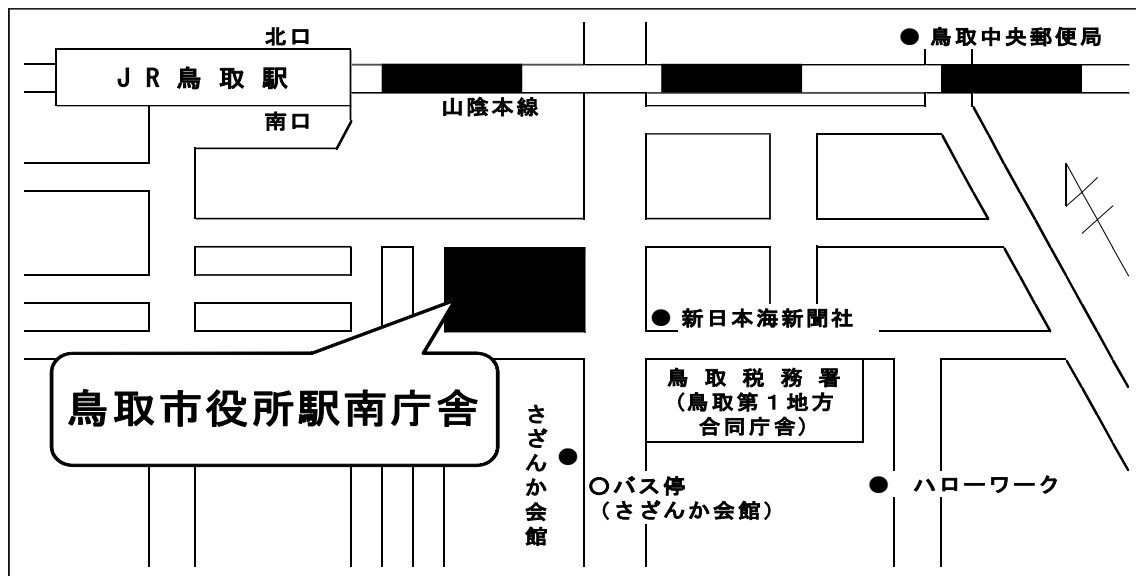 北口
鳥取中央郵便局
JR鳥取駅
山陰本線
南口
新日本海新聞社
鳥取市役所駅南庁舎
鳥取税務署
(鳥取第1地方
合同庁舎)
さざんか会館
バス停
(さざんか会館)
ハローワーク